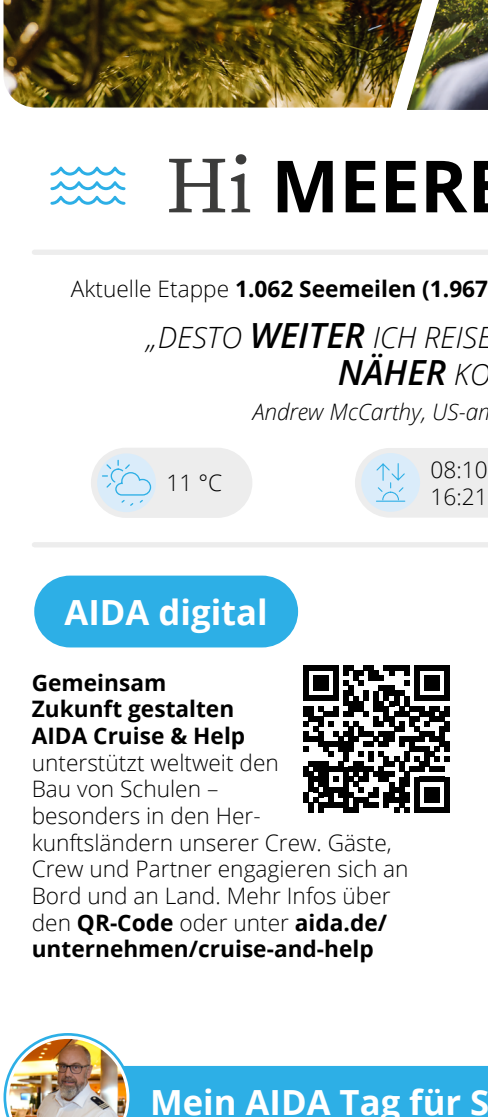 Hi MEERE
Aktuelle Etappe 1.062 Seemeilen (1.967
„DESTO WEITER ICH REISE
NÄHER KO
Andrew McCarthy, US-am
11 °C
08:10
16:21
AIDA digital
Gemeinsam
Zukunft gestalten
AIDA Cruise & Help
unterstützt weltweit den
Bau von Schulen –
besonders in den Her-
kunftsländern unserer Crew. Gäste,
Crew und Partner engagieren sich an
Bord und an Land. Mehr Infos über
den QR-Code oder unter aida.de/
unternehmen/cruise-and-help
Mein AIDA Tag für S